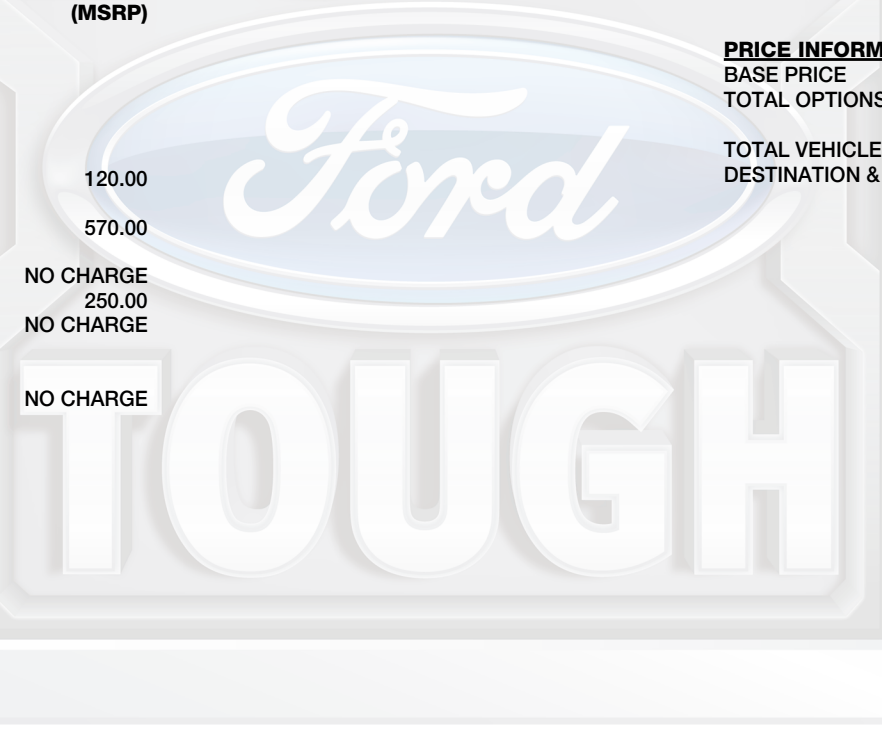 (MSRP)
120.00
570.00
NO CHARGE
250.00
NO CHARGE
NO CHARGE
PRICE INFORM
BASE PRICE
TOTAL OPTIONS
TOTAL VEHICLE
DESTINATION &
Ford
TOUGH